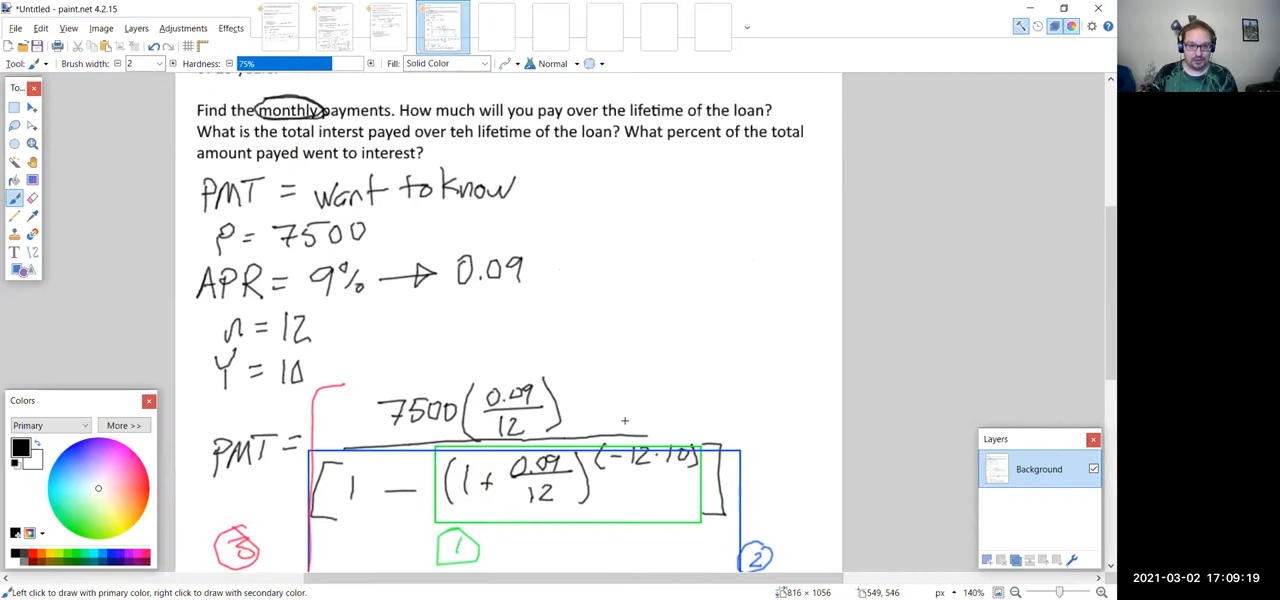 *Untitled - paint.net 4.2.15
File Edit View Image Layers Adjustments Effects
Brush width: 2 Hardness: 75% Fill: Solid Color Normal
Tool:
To...
Find the monthly payments. How much will you pay over the lifetime of the loan?
What is the total interst payed over teh lifetime of the loan? What percent of the total
amount payed went to interest?
PMT = want to know
P = 7500
APR = 9% → 0.09
n = 12
Y = 10
7500 (0.09/12)
PMT =
[1 — (1 + 0.09/12)^(-12·10)]
3
1
2
Colors
Primary
More >>
Layers
Background
Left click to draw with primary color, right click to draw with secondary color.
816 x 1056
549, 546
px
140%
2021-03-02 17:09:19